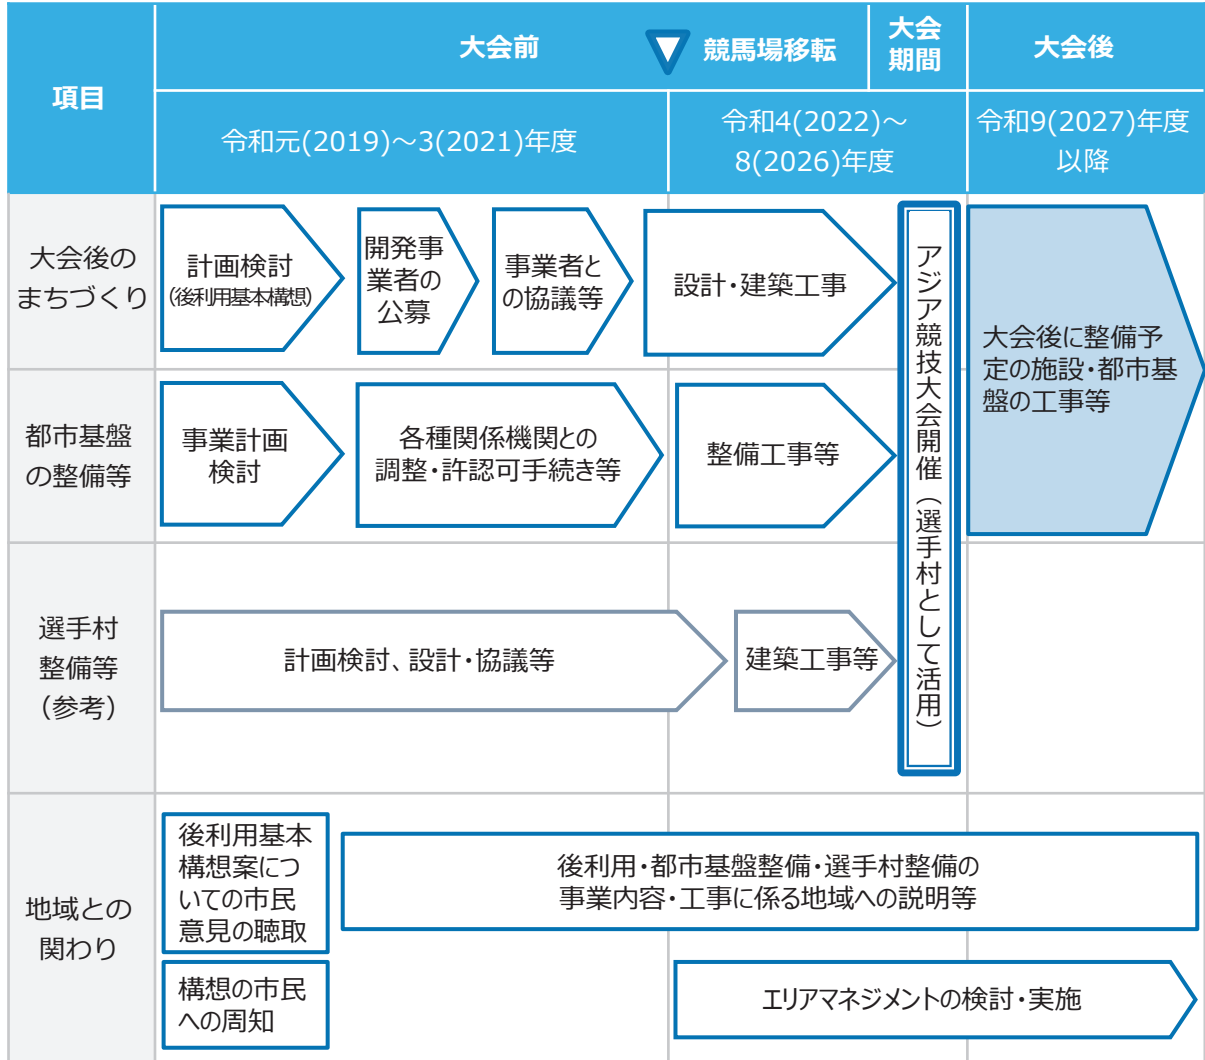 項目
大会前
競馬場移転
大会
期間
大会後
令和元(2019)～3(2021)年度
令和4(2022)～
8(2026)年度
令和9(2027)年度
以降
大会後の
まちづくり
計画検討
(後利用基本構想)
開発事
業者の
公募
事業者と
の協議等
設計・建築工事
アジア競技大会開催（選手村として活用）
大会後に整備予
定の施設・都市基
盤の工事等
都市基盤
の整備等
事業計画
検討
各種関係機関との
調整・許認可手続き等
整備工事等
選手村
整備等
（参考）
計画検討、設計・協議等
建築工事等
地域との
関わり
後利用基本
構想案につ
いての市民
意見の聴取
後利用・都市基盤整備・選手村整備の
事業内容・工事に係る地域への説明等
構想の市民
への周知
エリアマネジメントの検討・実施